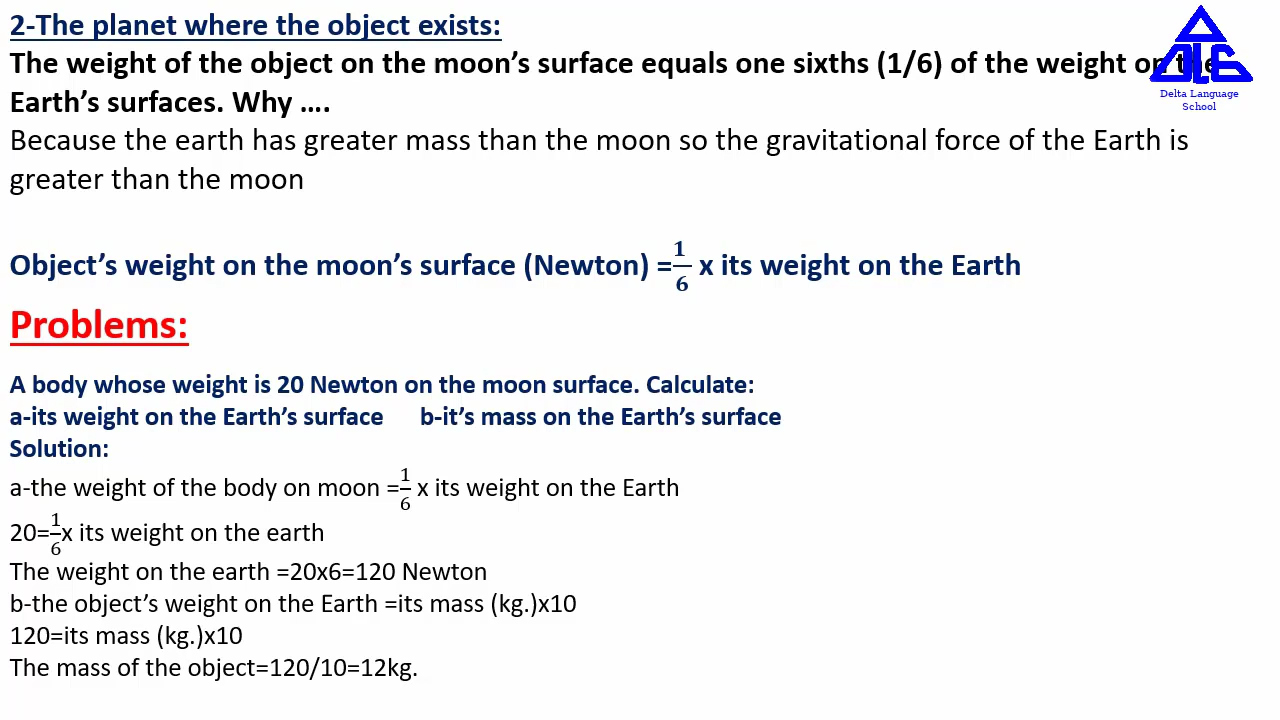 2-The planet where the object exists:
The weight of the object on the moon's surface equals one sixths (1/6) of the weight on the
Earth's surfaces. Why ....
Because the earth has greater mass than the moon so the gravitational force of the Earth is
greater than the moon
Object's weight on the moon's surface (Newton) =1/6 x its weight on the Earth
Problems:
A body whose weight is 20 Newton on the moon surface. Calculate:
a-its weight on the Earth's surface b-it's mass on the Earth's surface
Solution:
a-the weight of the body on moon =1/6 x its weight on the Earth
20=1/6x its weight on the earth
The weight on the earth =20x6=120 Newton
b-the object's weight on the Earth =its mass (kg.)x10
120=its mass (kg.)x10
The mass of the object=120/10=12kg.
DLS
Delta Language
School